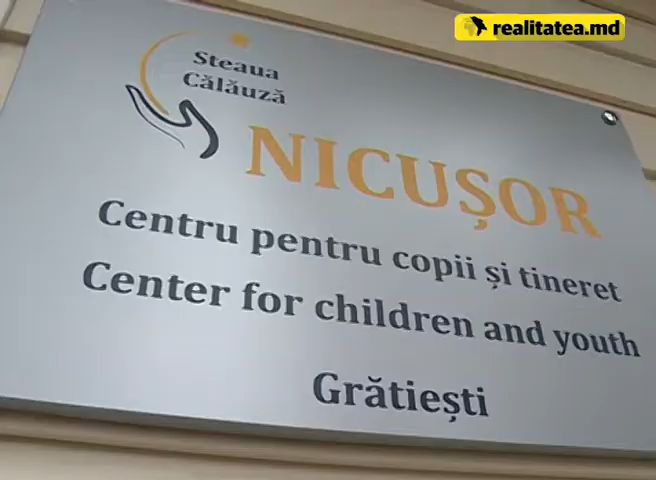 realitatea.md
Steaua
Călăuză
NICUȘOR
Centru pentru copii și tineret
Center for children and youth
Grătiești